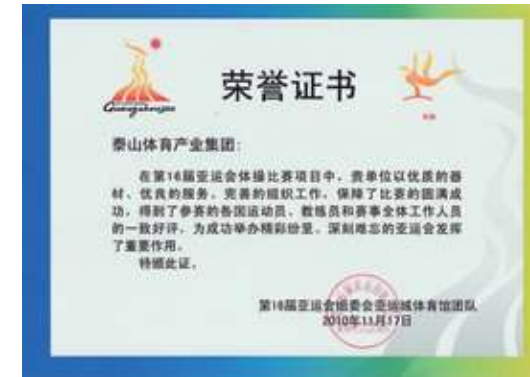 荣誉证书
泰山体育产业集团：
在第16届亚运会体操比赛项目中，贵单位以优质的器
材、优良的服务、完善的组织工作，保障了比赛的圆满成
功，得到了参赛的各国运动员、教练员和赛事全体工作人员
的一致好评，为成功举办精彩纷呈、深刻难忘的亚运会发挥
了重要作用。
特颁此证。
第16届亚运会组委会亚运城体育馆团队
2010年11月17日